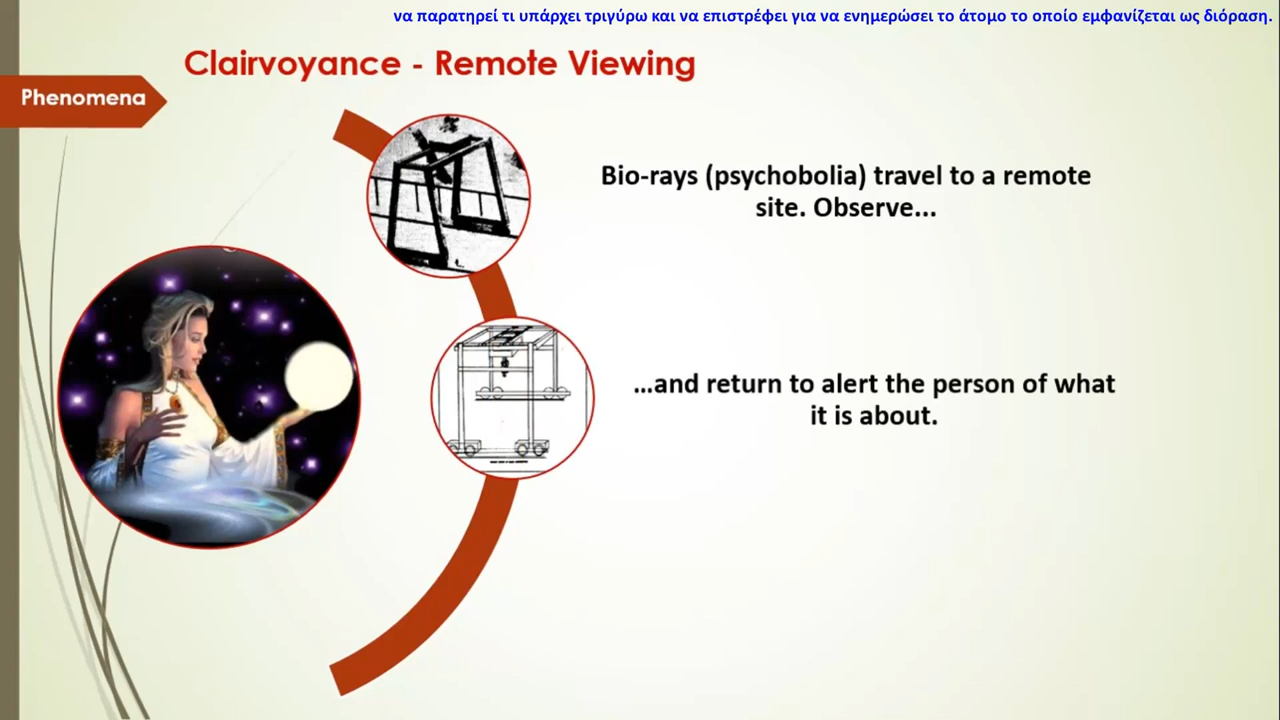 να παρατηρεί τι υπάρχει τριγύρω και να επιστρέφει για να ενημερώσει το άτομο το οποίο εμφανίζεται ως διόραση.
Clairvoyance - Remote Viewing
Phenomena
Bio-rays (psychobolia) travel to a remote
site. Observe...
...and return to alert the person of what
it is about.